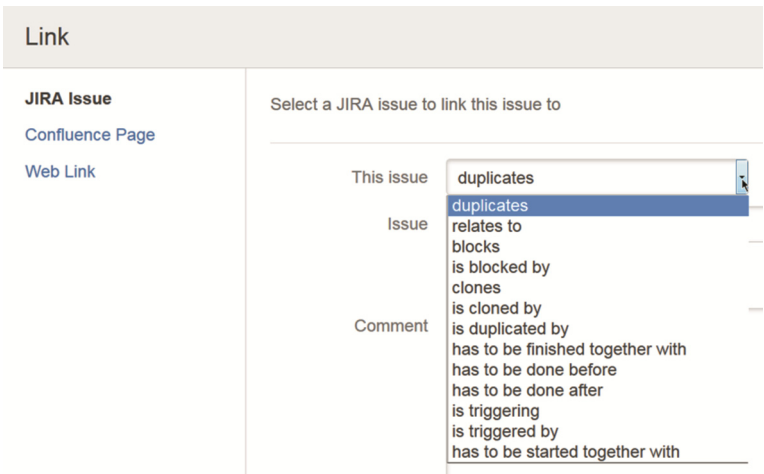 Link
JIRA Issue
Confluence Page
Web Link
Select a JIRA issue to link this issue to
This issue
duplicates
duplicates
relates to
blocks
is blocked by
clones
is cloned by
is duplicated by
has to be finished together with
has to be done before
has to be done after
is triggering
is triggered by
has to be started together with
Issue
Comment